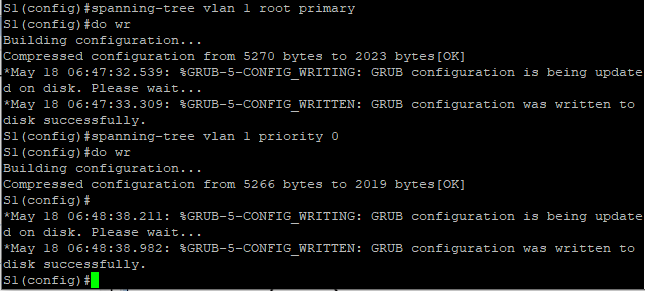 S1(config)#spanning-tree vlan 1 root primary
S1(config)#do wr
Building configuration...
Compressed configuration from 5270 bytes to 2023 bytes[OK]
*May 18 06:47:32.539: %GRUB-5-CONFIG_WRITING: GRUB configuration is being update
d on disk. Please wait...
*May 18 06:47:33.309: %GRUB-5-CONFIG_WRITTEN: GRUB configuration was written to
disk successfully.
S1(config)#spanning-tree vlan 1 priority 0
S1(config)#do wr
Building configuration...
Compressed configuration from 5266 bytes to 2019 bytes[OK]
S1(config)#
*May 18 06:48:38.211: %GRUB-5-CONFIG_WRITING: GRUB configuration is being update
d on disk. Please wait...
*May 18 06:48:38.982: %GRUB-5-CONFIG_WRITTEN: GRUB configuration was written to
disk successfully.
S1(config)#